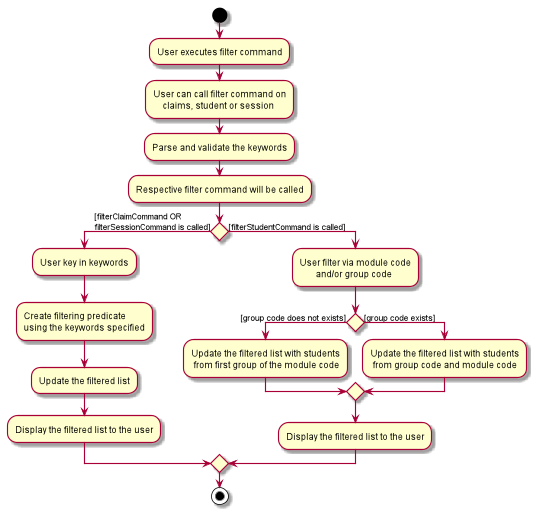 User executes filter command
User can call filter command on
claims, student or session
Parse and validate the keywords
Respective filter command will be called
[filterClaimCommand OR
filterSessionCommand is called]
[filterStudentCommand is called]
User key in keywords
User filter via module code
and/or group code
Create filtering predicate
using the keywords specified
[group code does not exists]
[group code exists]
Update the filtered list with students
from first group of the module code
Update the filtered list with students
from group code and module code
Update the filtered list
Display the filtered list to the user
Display the filtered list to the user